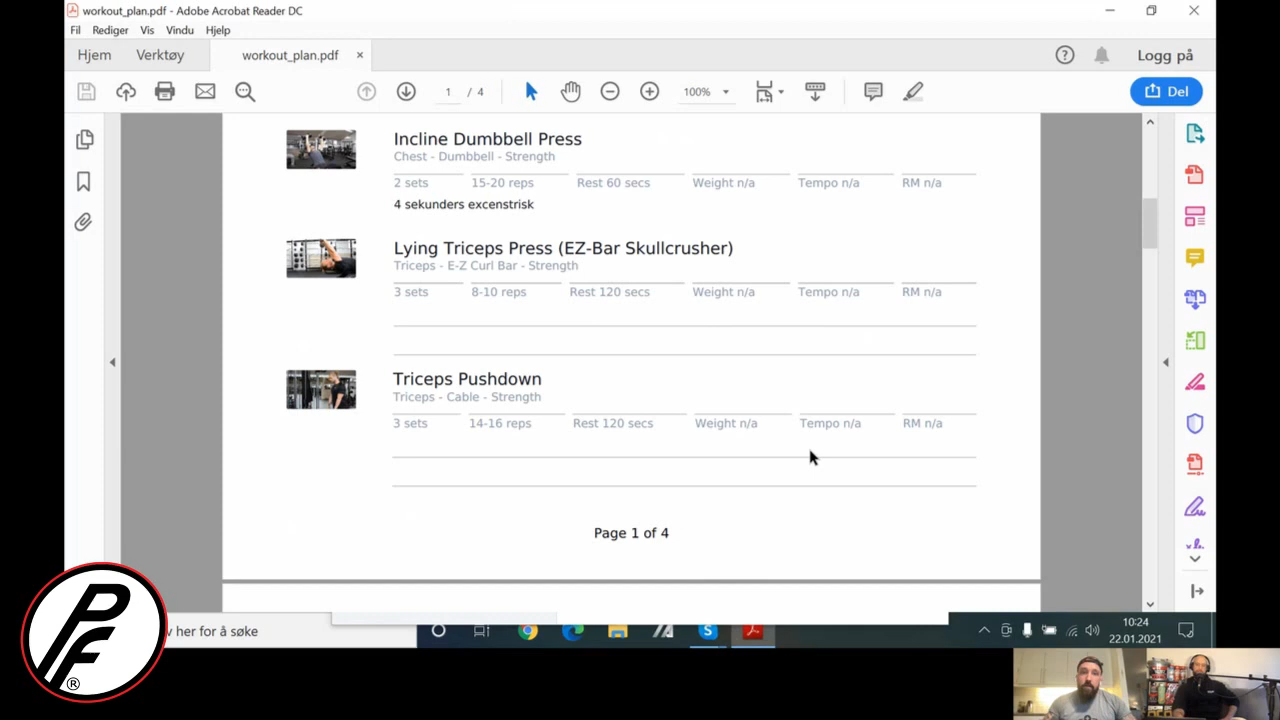 workout_plan.pdf - Adobe Acrobat Reader DC
Fil Rediger Vis Vindu Hjelp
Hjem Verktøy workout_plan.pdf × Logg på
1 / 4 100% Del
Incline Dumbbell Press
Chest - Dumbbell - Strength
2 sets 15-20 reps Rest 60 secs Weight n/a Tempo n/a RM n/a
4 sekunders excenstrisk
Lying Triceps Press (EZ-Bar Skullcrusher)
Triceps - E-Z Curl Bar - Strength
3 sets 8-10 reps Rest 120 secs Weight n/a Tempo n/a RM n/a
Triceps Pushdown
Triceps - Cable - Strength
3 sets 14-16 reps Rest 120 secs Weight n/a Tempo n/a RM n/a
Page 1 of 4
her for å søke
10:24
22.01.2021
PF
®